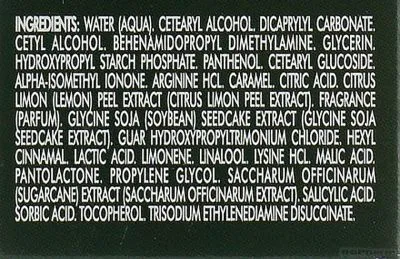 INGREDIENTS: WATER (AQUA). CETEARYL ALCOHOL. DICAPRYLYL CARBONATE.
CETYL ALCOHOL. BEHENAMIDOPROPYL DIMETHYLAMINE. GLYCERIN.
HYDROXYPROPYL STARCH PHOSPHATE. PANTHENOL. CETEARYL GLUCOSIDE.
ALPHA-ISOMETHYL IONONE. ARGININE HCL. CARAMEL. CITRIC ACID. CITRUS
LIMON (LEMON) PEEL EXTRACT (CITRUS LIMON PEEL EXTRACT). FRAGRANCE
(PARFUM). GLYCINE SOJA (SOYBEAN) SEEDCAKE EXTRACT (GLYCINE SOJA
SEEDCAKE EXTRACT). GUAR HYDROXYPROPYLTRIMONIUM CHLORIDE. HEXYL
CINNAMAL. LACTIC ACID. LIMONENE. LINALOOL. LYSINE HCL. MALIC ACID.
PANTOLACTONE. PROPYLENE GLYCOL. SACCHARUM OFFICINARUM
(SUGARCANE) EXTRACT (SACCHARUM OFFICINARUM EXTRACT). SALICYLIC ACID.
SORBIC ACID. TOCOPHEROL. TRISODIUM ETHYLENEDIAMINE DISUCCINATE.